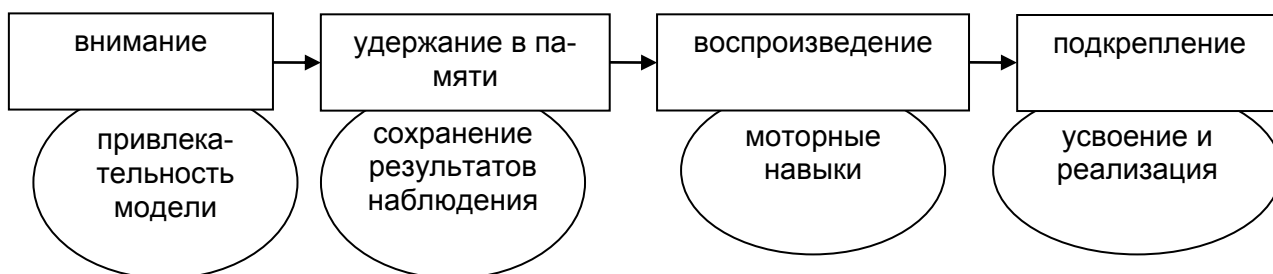 внимание
удержание в па-
мяти
воспроизведение
подкрепление
привлека-
тельность
модели
сохранение
результатов
наблюдения
моторные
навыки
усвоение и
реализация